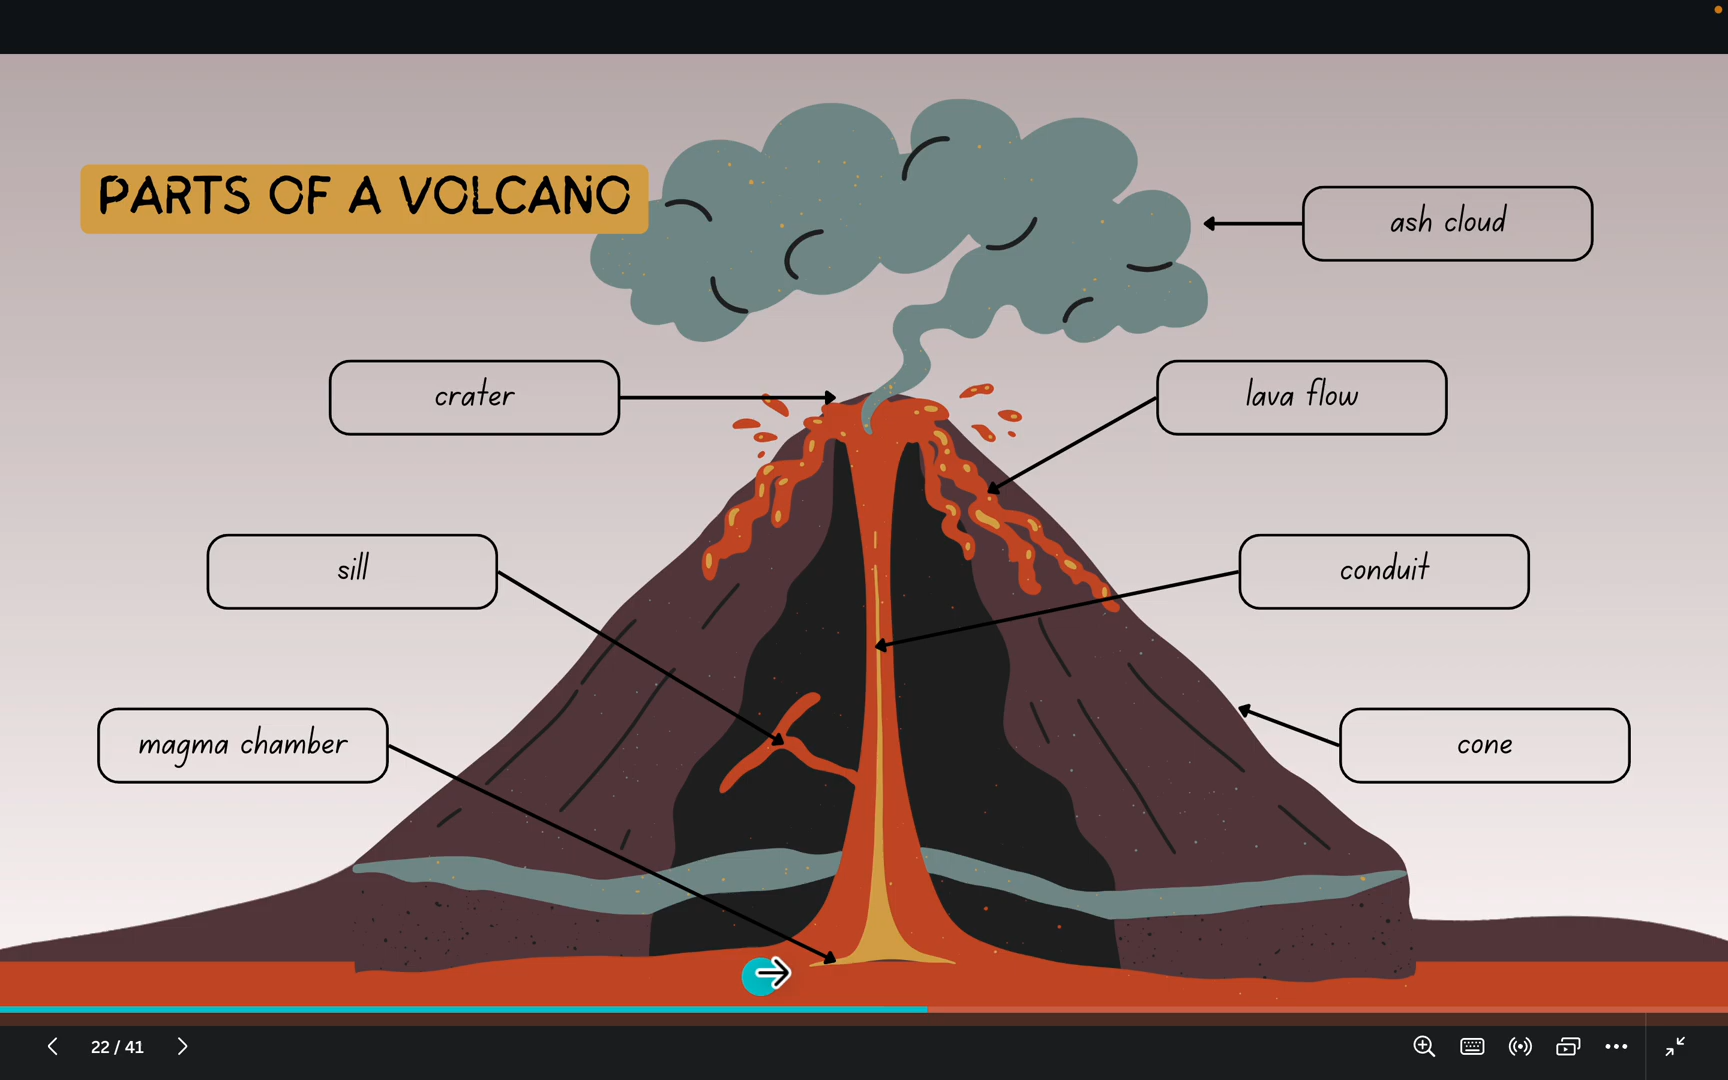 PARTS OF A VOLCANO
ash cloud
crater
lava flow
sill
conduit
magma chamber
cone
22 / 41